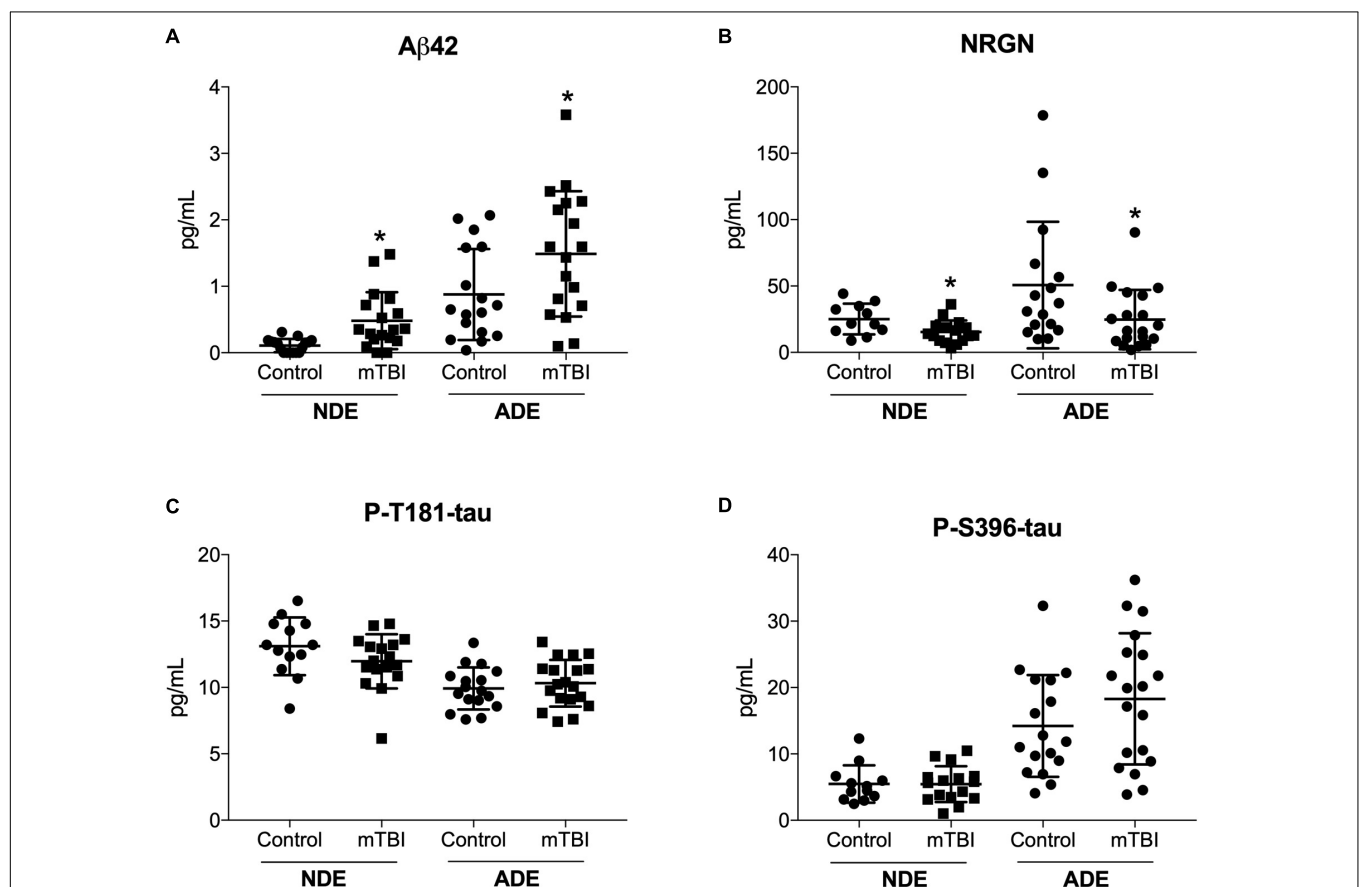 A
Aβ42
pg/mL
4
3
2
1
0
*
*
Control mTBI Control mTBI
NDE ADE
B
NRGN
pg/mL
200
150
100
50
0
*
*
Control mTBI Control mTBI
NDE ADE
C
P-T181-tau
pg/mL
20
15
10
5
0
Control mTBI Control mTBI
NDE ADE
D
P-S396-tau
pg/mL
40
30
20
10
0
Control mTBI Control mTBI
NDE ADE